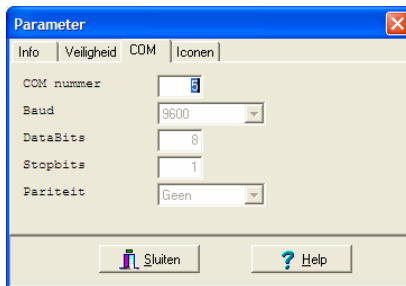 Parameter
Info Veiligheid COM Iconen
COM nummer 5
Baud 9600
DataBits 8
Stopbits 1
Pariteit Geen
Sluiten ? Help